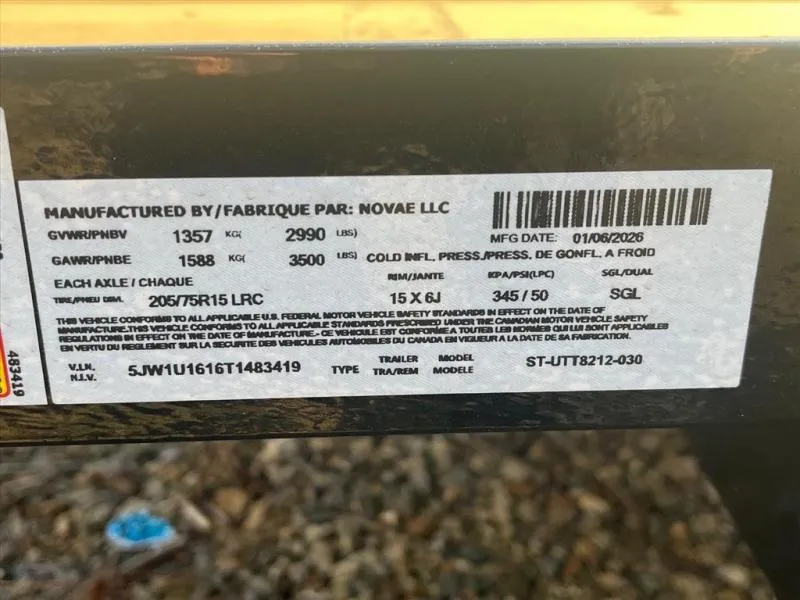 MANUFACTURED BY/FABRIQUE PAR: NOVAE LLC
GVWR/PNBV 1357 KG( 2990 LBS) MFG DATE: 01/06/2026
GAWR/PNBE 1588 KG( 3500 LBS) COLD INFL. PRESS./PRESS. DE GONFL. A FROID
EACH AXLE / CHAQUE RIM/JANTE KPA/PSI(LPC) SGL/DUAL
TIRE/PNEU DIM. 205/75R15 LRC 15 X 6J 345/50 SGL
THIS VEHICLE CONFORMS TO ALL APPLICABLE U.S. FEDERAL MOTOR VEHICLE SAFETY STANDARDS IN EFFECT ON THE DATE OF
MANUFACTURE.THIS VEHICLE CONFORMS TO ALL APPLICABLE STANDARDS PRESCRIBED UNDER THE CANADIAN MOTOR VEHICLE SAFETY
REGULATIONS IN EFFECT ON THE DATE OF MANUFACTURE.- CE VEHICULE EST CONFORME A TOUTES LES NORMES QUI LUI SONT APPLICABLES
EN VERTU DU REGLEMENT SUR LA SECURITE DES VEHICULES AUTOMOBILES DU CANADA EN VIGUEUR A LA DATE DE SA FABRICATION
V.I.N. 5JW1U1616T1483419 TYPE TRAILER MODEL ST-UTT8212-030
N.I.V. TRA/REM MODELE
483419